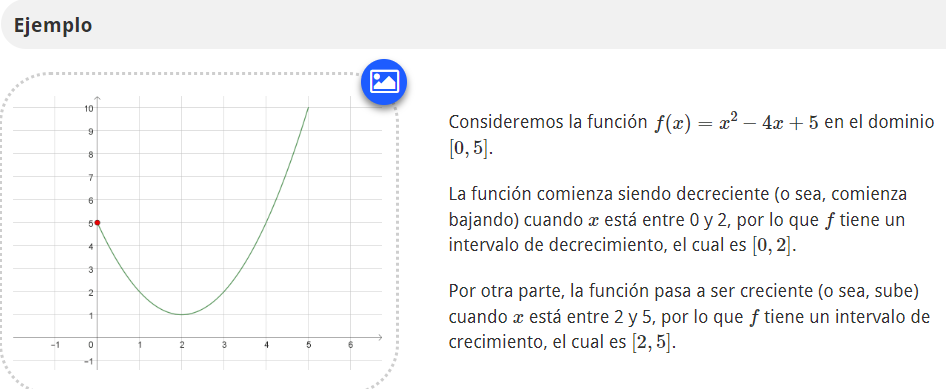 Ejemplo
10
9
8
7
6
5
4
3
2
1
−1
−1 0 1 2 3 4 5 6
Consideremos la función f(x) = x² − 4x + 5 en el dominio
[0, 5].
La función comienza siendo decreciente (o sea, comienza
bajando) cuando x está entre 0 y 2, por lo que f tiene un
intervalo de decrecimiento, el cual es [0, 2].
Por otra parte, la función pasa a ser creciente (o sea, sube)
cuando x está entre 2 y 5, por lo que f tiene un intervalo de
crecimiento, el cual es [2, 5].